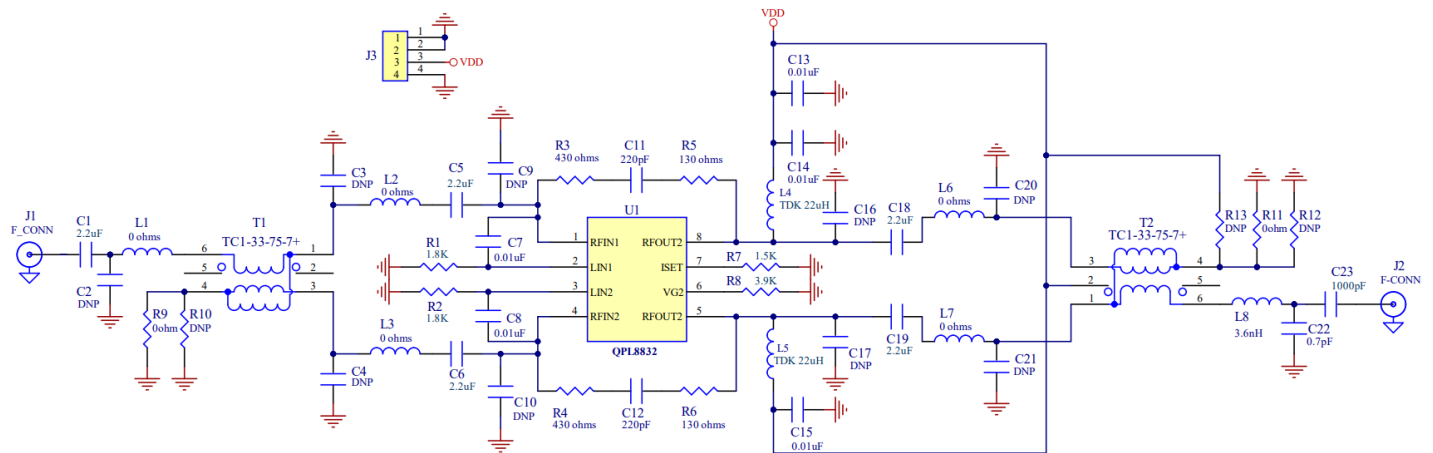 VDD
J3
1
2
3
4
1
2
3
4
VDD
C13
0.01uF
C14
0.01uF
R3
430 ohms
C11
220pF
R5
130 ohms
C3
DNP
L2
0 ohms
C5
2.2uF
C9
DNP
L4
TDK 22uH
C16
DNP
C18
2.2uF
L6
0 ohms
C20
DNP
R13
DNP
R11
0ohm
R12
DNP
J1
F_CONN
C1
2.2uF
L1
0 ohms
T1
TC1-33-75-7+
6
5
4
1
2
3
C2
DNP
R9
0ohm
R10
DNP
R1
1.8K
R2
1.8K
C7
0.01uF
C8
0.01uF
U1
1
2
3
4
RFIN1
LIN1
LIN2
RFIN2
RFOUT2
ISET
VG2
RFOUT2
8
7
6
5
QPL8832
R7
1.5K
R8
3.9K
T2
TC1-33-75-7+
3
2
1
4
5
6
C23
1000pF
J2
F-CONN
L8
3.6nH
C22
0.7pF
L3
0 ohms
C6
2.2uF
C4
DNP
C10
DNP
R4
430 ohms
C12
220pF
R6
130 ohms
L5
TDK 22uH
C17
DNP
C19
2.2uF
L7
0 ohms
C21
DNP
C15
0.01uF